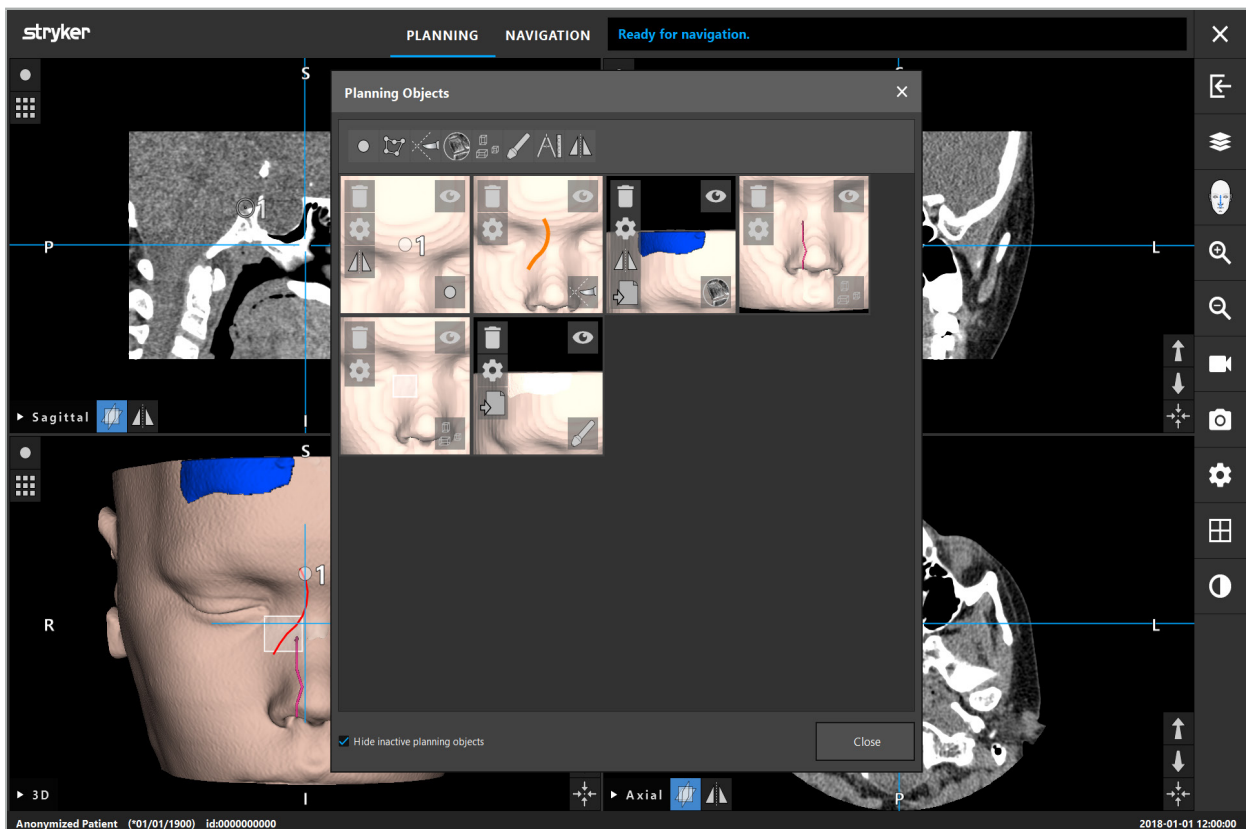 stryker
PLANNING NAVIGATION Ready for navigation.
S
Planning Objects
P
1
L
1
Sagittal
I
S
1
R
L
Hide inactive planning objects
Close
3D
I
Axial
P
Anonymized Patient (*01/01/1900) id:0000000000
2018-01-01 12:00:00